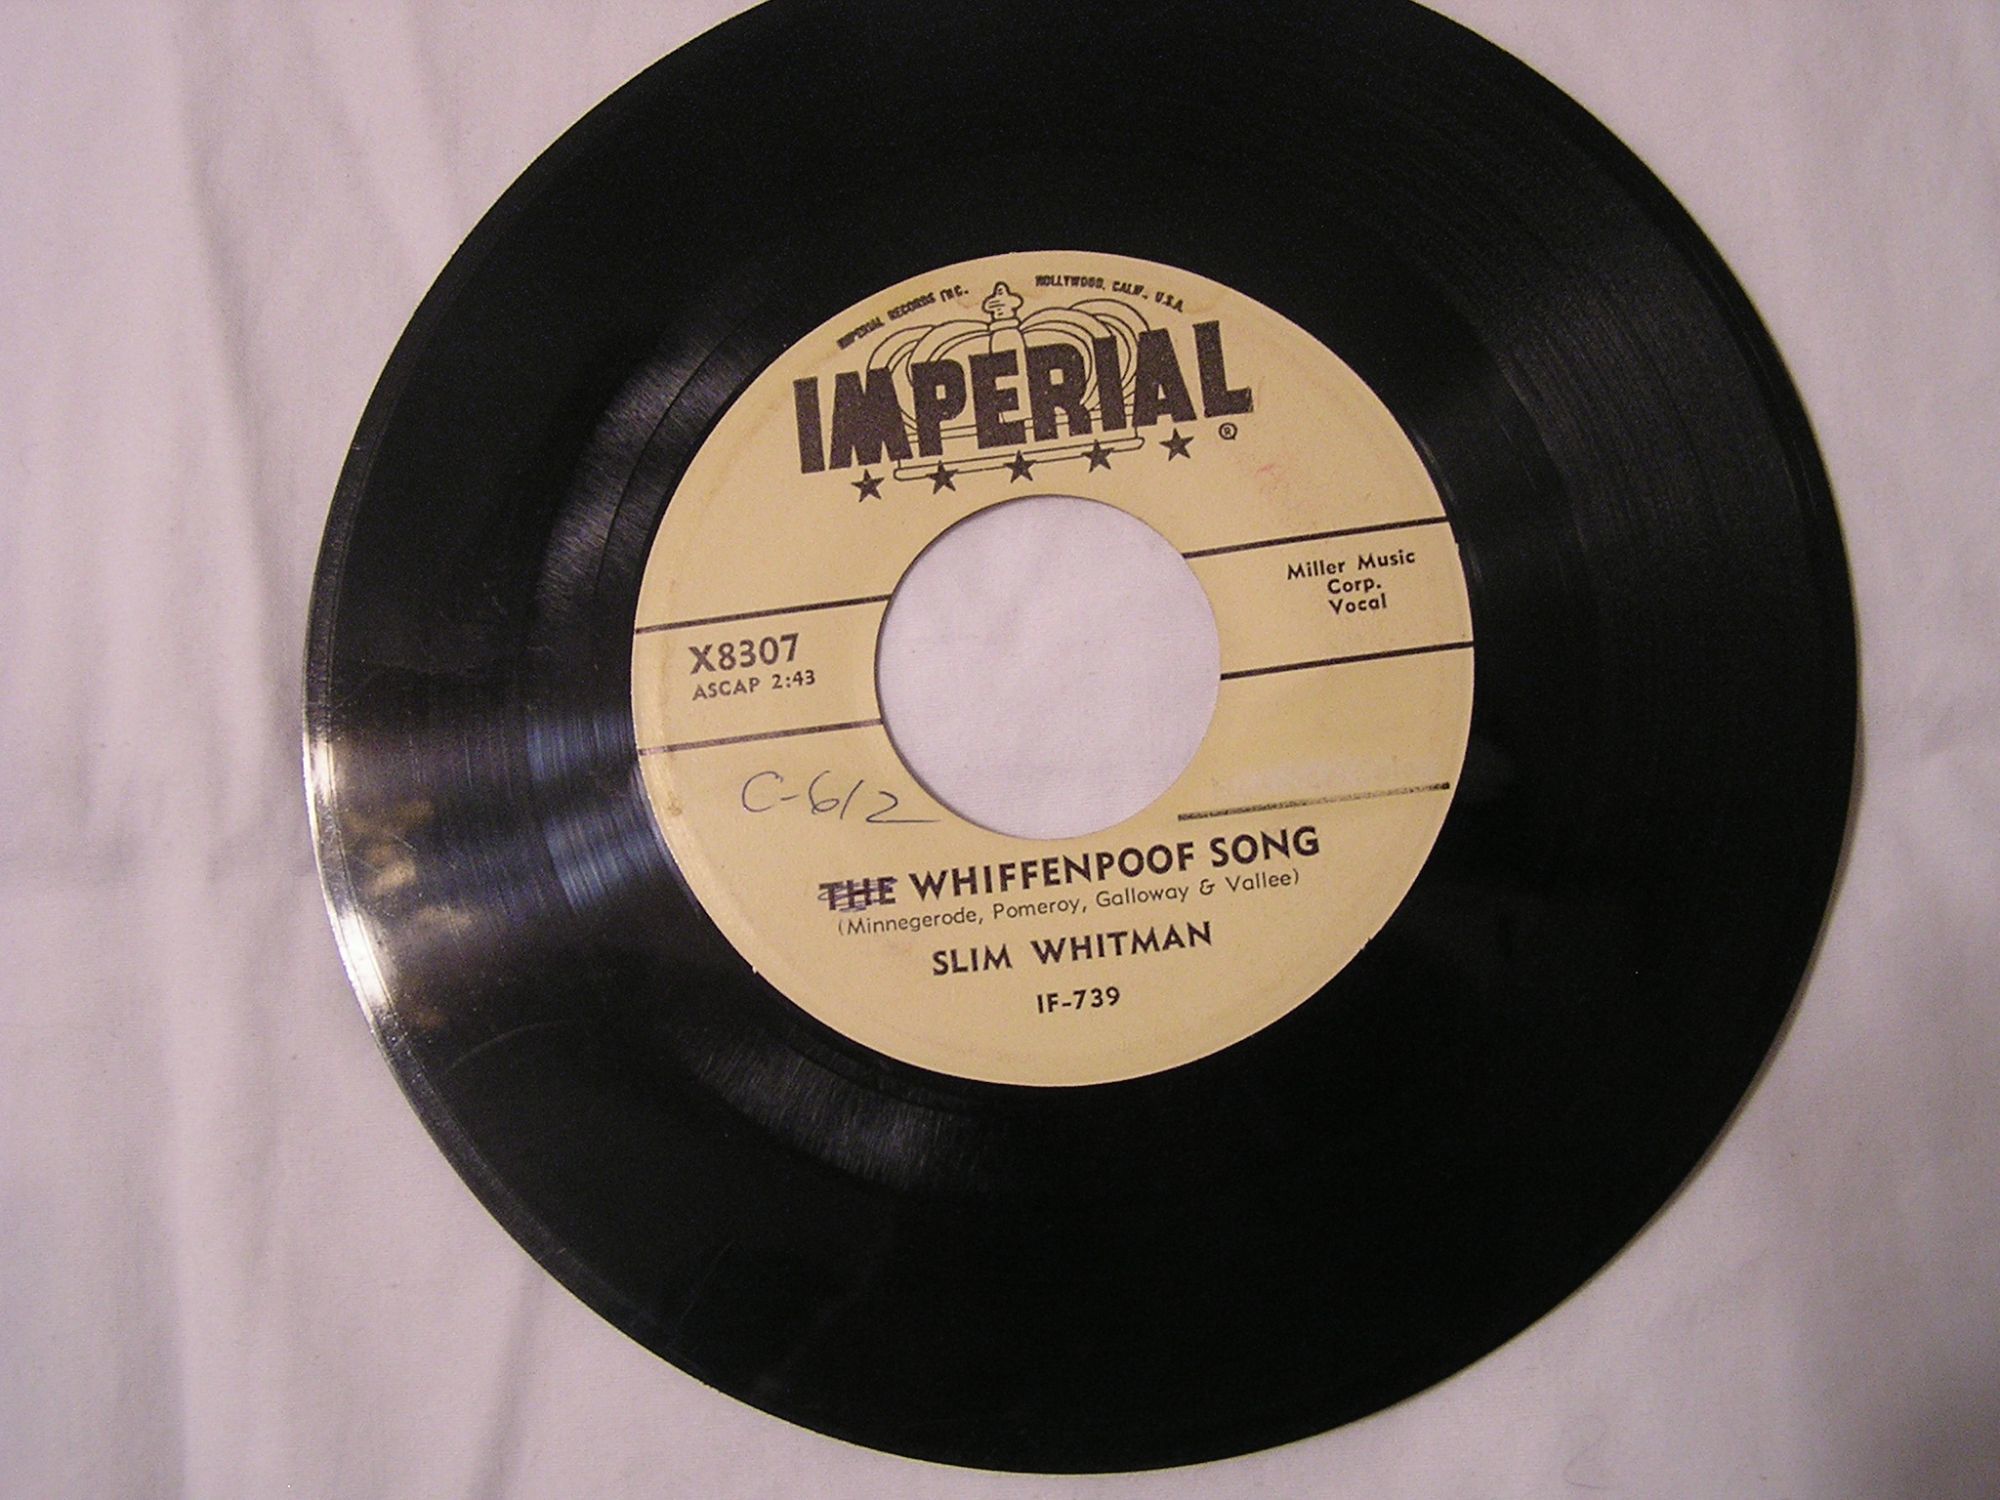 IMPERIAL RECORDS INC. HOLLYWOOD, CALIF., U.S.A.
IMPERIAL
®
Miller Music
Corp.
Vocal
X8307
ASCAP 2:43
C-612
THE WHIFFENPOOF SONG
(Minnegerode, Pomeroy, Galloway & Vallee)
SLIM WHITMAN
IF-739